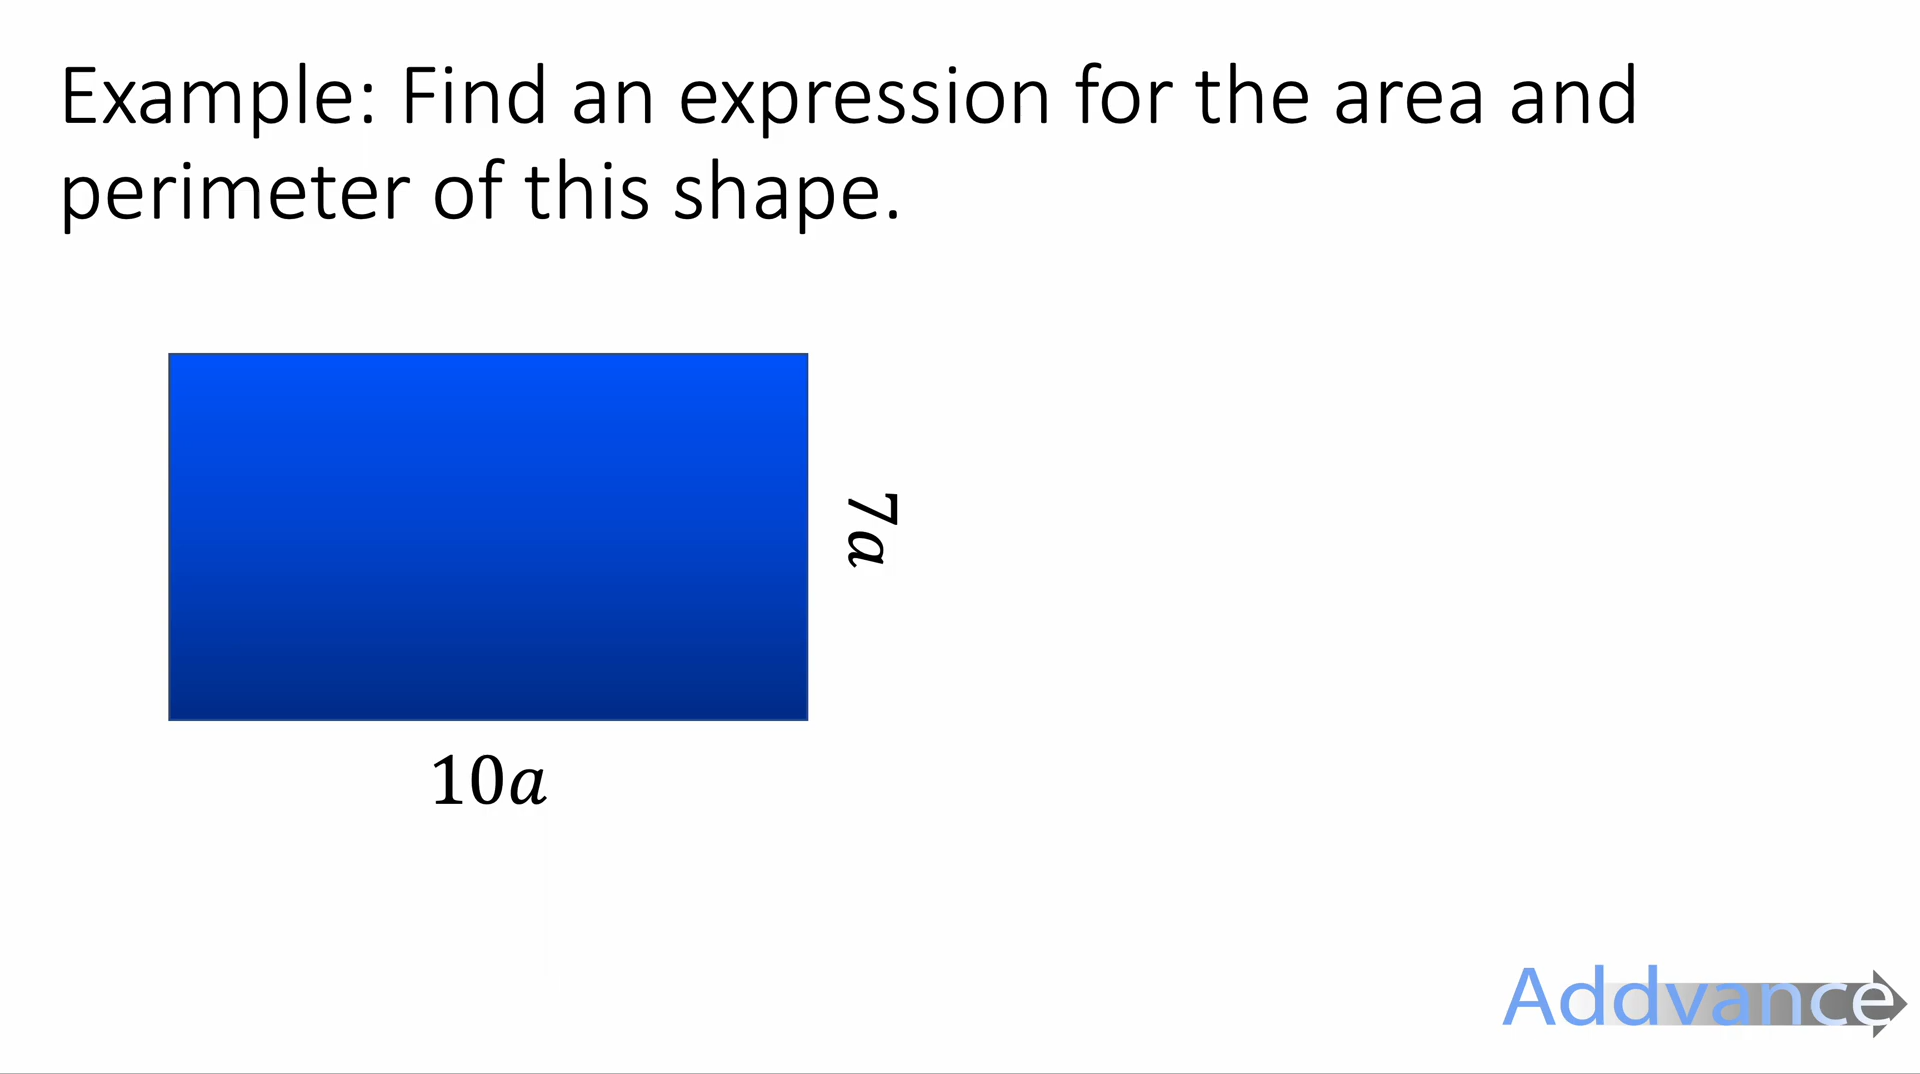 Example: Find an expression for the area and
perimeter of this shape.
7a
10a
Addvance